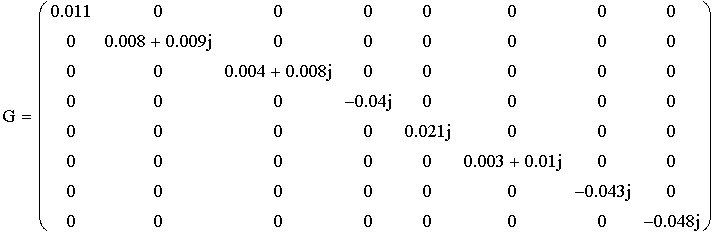 0.011 0 0 0 0 0 0 0
0 0.008 + 0.009j 0 0 0 0 0 0
0 0 0.004 + 0.008j 0 0 0 0 0
0 0 0 −0.04j 0 0 0 0
G =
0 0 0 0 0.021j 0 0 0
0 0 0 0 0 0.003 + 0.01j 0 0
0 0 0 0 0 0 −0.043j 0
0 0 0 0 0 0 0 −0.048j